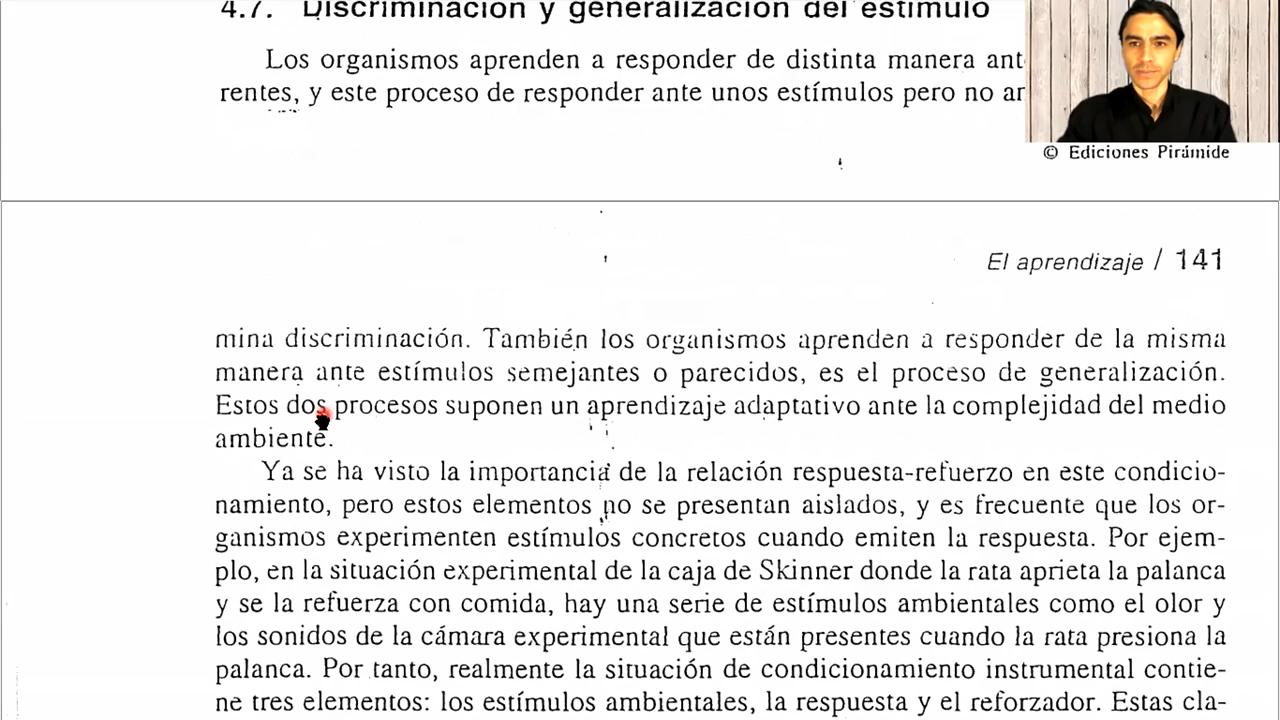 4.7. Discriminación y generalización del estímulo
Los organismos aprenden a responder de distinta manera ant
rentes, y este proceso de responder ante unos estímulos pero no ar
© Ediciones Pirámide
El aprendizaje / 141
mina discriminación. También los organismos aprenden a responder de la misma
manera ante estímulos semejantes o parecidos, es el proceso de generalización.
Estos dos procesos suponen un aprendizaje adaptativo ante la complejidad del medio
ambiente.
Ya se ha visto la importancia de la relación respuesta-refuerzo en este condicio-
namiento, pero estos elementos no se presentan aislados, y es frecuente que los or-
ganismos experimenten estímulos concretos cuando emiten la respuesta. Por ejem-
plo, en la situación experimental de la caja de Skinner donde la rata aprieta la palanca
y se la refuerza con comida, hay una serie de estímulos ambientales como el olor y
los sonidos de la cámara experimental que están presentes cuando la rata presiona la
palanca. Por tanto, realmente la situación de condicionamiento instrumental contie-
ne tres elementos: los estímulos ambientales, la respuesta y el reforzador. Estas cla-